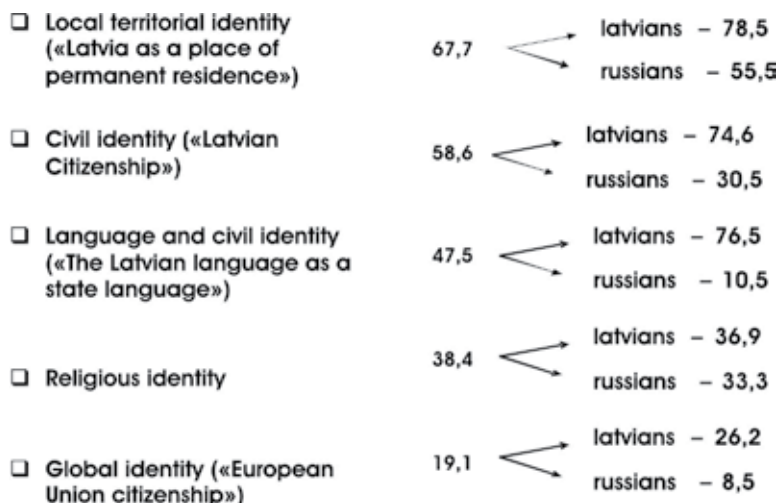 ❑ Local territorial identity
(«Latvia as a place of
permanent residence»)
67,7
latvians – 78,5
russians – 55,5
❑ Civil identity («Latvian
Citizenship»)
58,6
latvians – 74,6
russians – 30,5
❑ Language and civil identity
(«The Latvian language as a
state language»)
47,5
latvians – 76,5
russians – 10,5
❑ Religious identity
38,4
latvians – 36,9
russians – 33,3
❑ Global identity («European
Union citizenship»)
19,1
latvians – 26,2
russians – 8,5